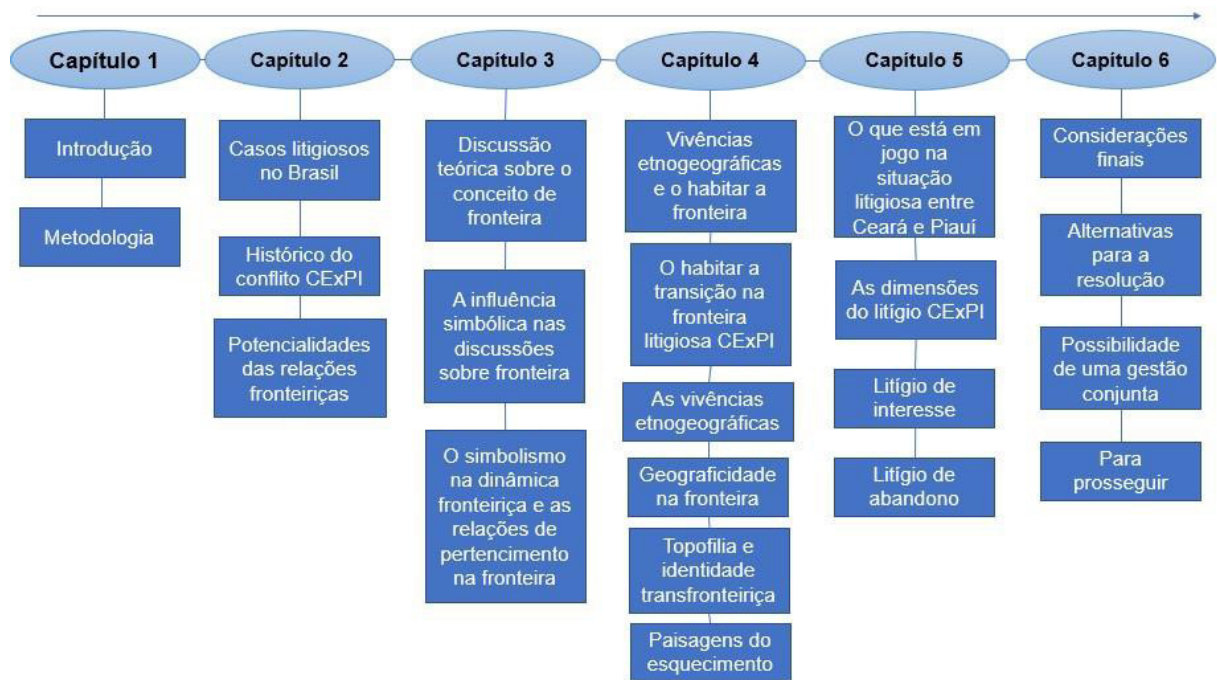 Capítulo 1
Introdução
Metodologia
Capítulo 2
Casos litigiosos
no Brasil
Histórico do
conflito CExPI
Potencialidades
das relações
fronteiriças
Capítulo 3
Discussão
teórica sobre o
conceito de
fronteira
A influência
simbólica nas
discussões
sobre fronteira
O simbolismo
na dinâmica
fronteiriça e as
relações de
pertencimento
na fronteira
Capítulo 4
Vivências
etnogeográficas
e o habitar a
fronteira
O habitar a
transição na
fronteira
litigiosa CExPI
As vivências
etnogeográficas
Geograficidade
na fronteira
Topofilia e
identidade
transfronteiriça
Paisagens do
esquecimento
Capítulo 5
O que está em
jogo na
situação
litigiosa entre
Ceará e Piauí
As dimensões
do litígio CExPI
Litígio de
interesse
Litígio de
abandono
Capítulo 6
Considerações
finais
Alternativas
para a
resolução
Possibilidade
de uma gestão
conjunta
Para
prosseguir